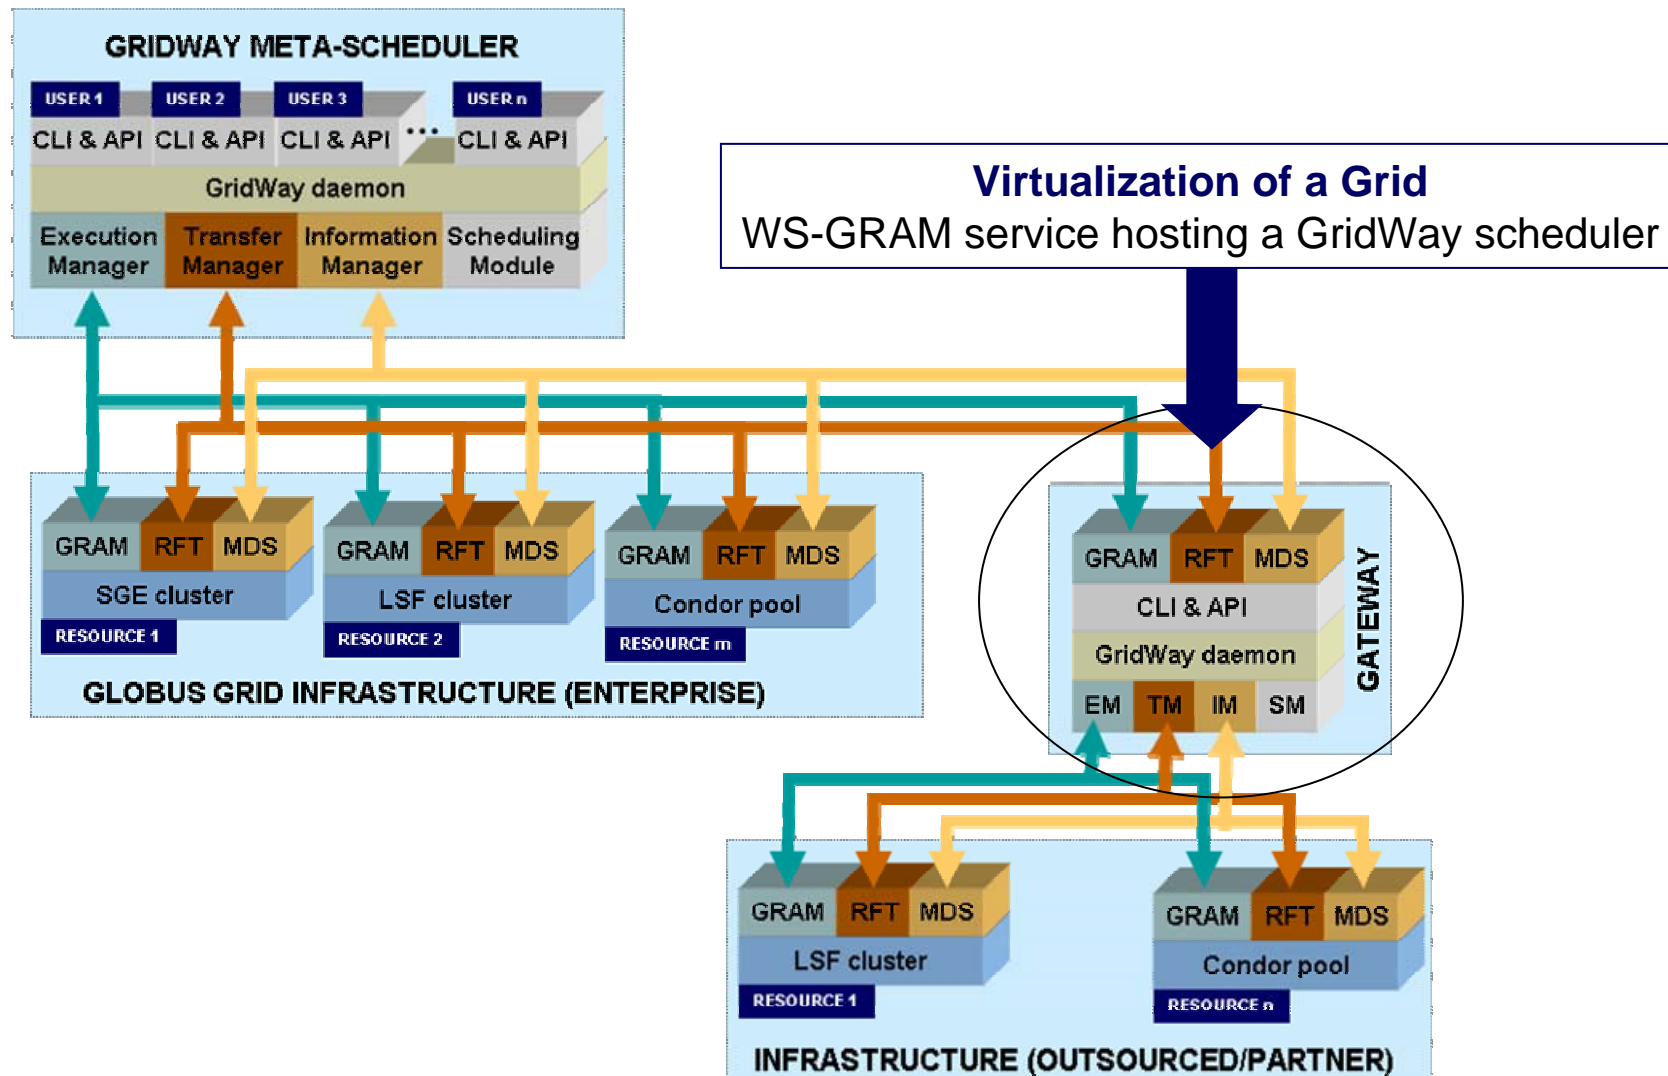 GRIDWAY META-SCHEDULER
USER 1 USER 2 USER 3 USER n
CLI & API CLI & API CLI & API ... CLI & API
GridWay daemon
Execution Manager
Transfer Manager
Information Manager
Scheduling Module
Virtualization of a Grid
WS-GRAM service hosting a GridWay scheduler
GRAM RFT MDS
SGE cluster
RESOURCE 1
GRAM RFT MDS
LSF cluster
RESOURCE 2
GRAM RFT MDS
Condor pool
RESOURCE m
GLOBUS GRID INFRASTRUCTURE (ENTERPRISE)
GRAM RFT MDS
CLI & API
GridWay daemon
EM TM IM SM
GATEWAY
GRAM RFT MDS
LSF cluster
RESOURCE 1
GRAM RFT MDS
Condor pool
RESOURCE n
INFRASTRUCTURE (OUTSOURCED/PARTNER)